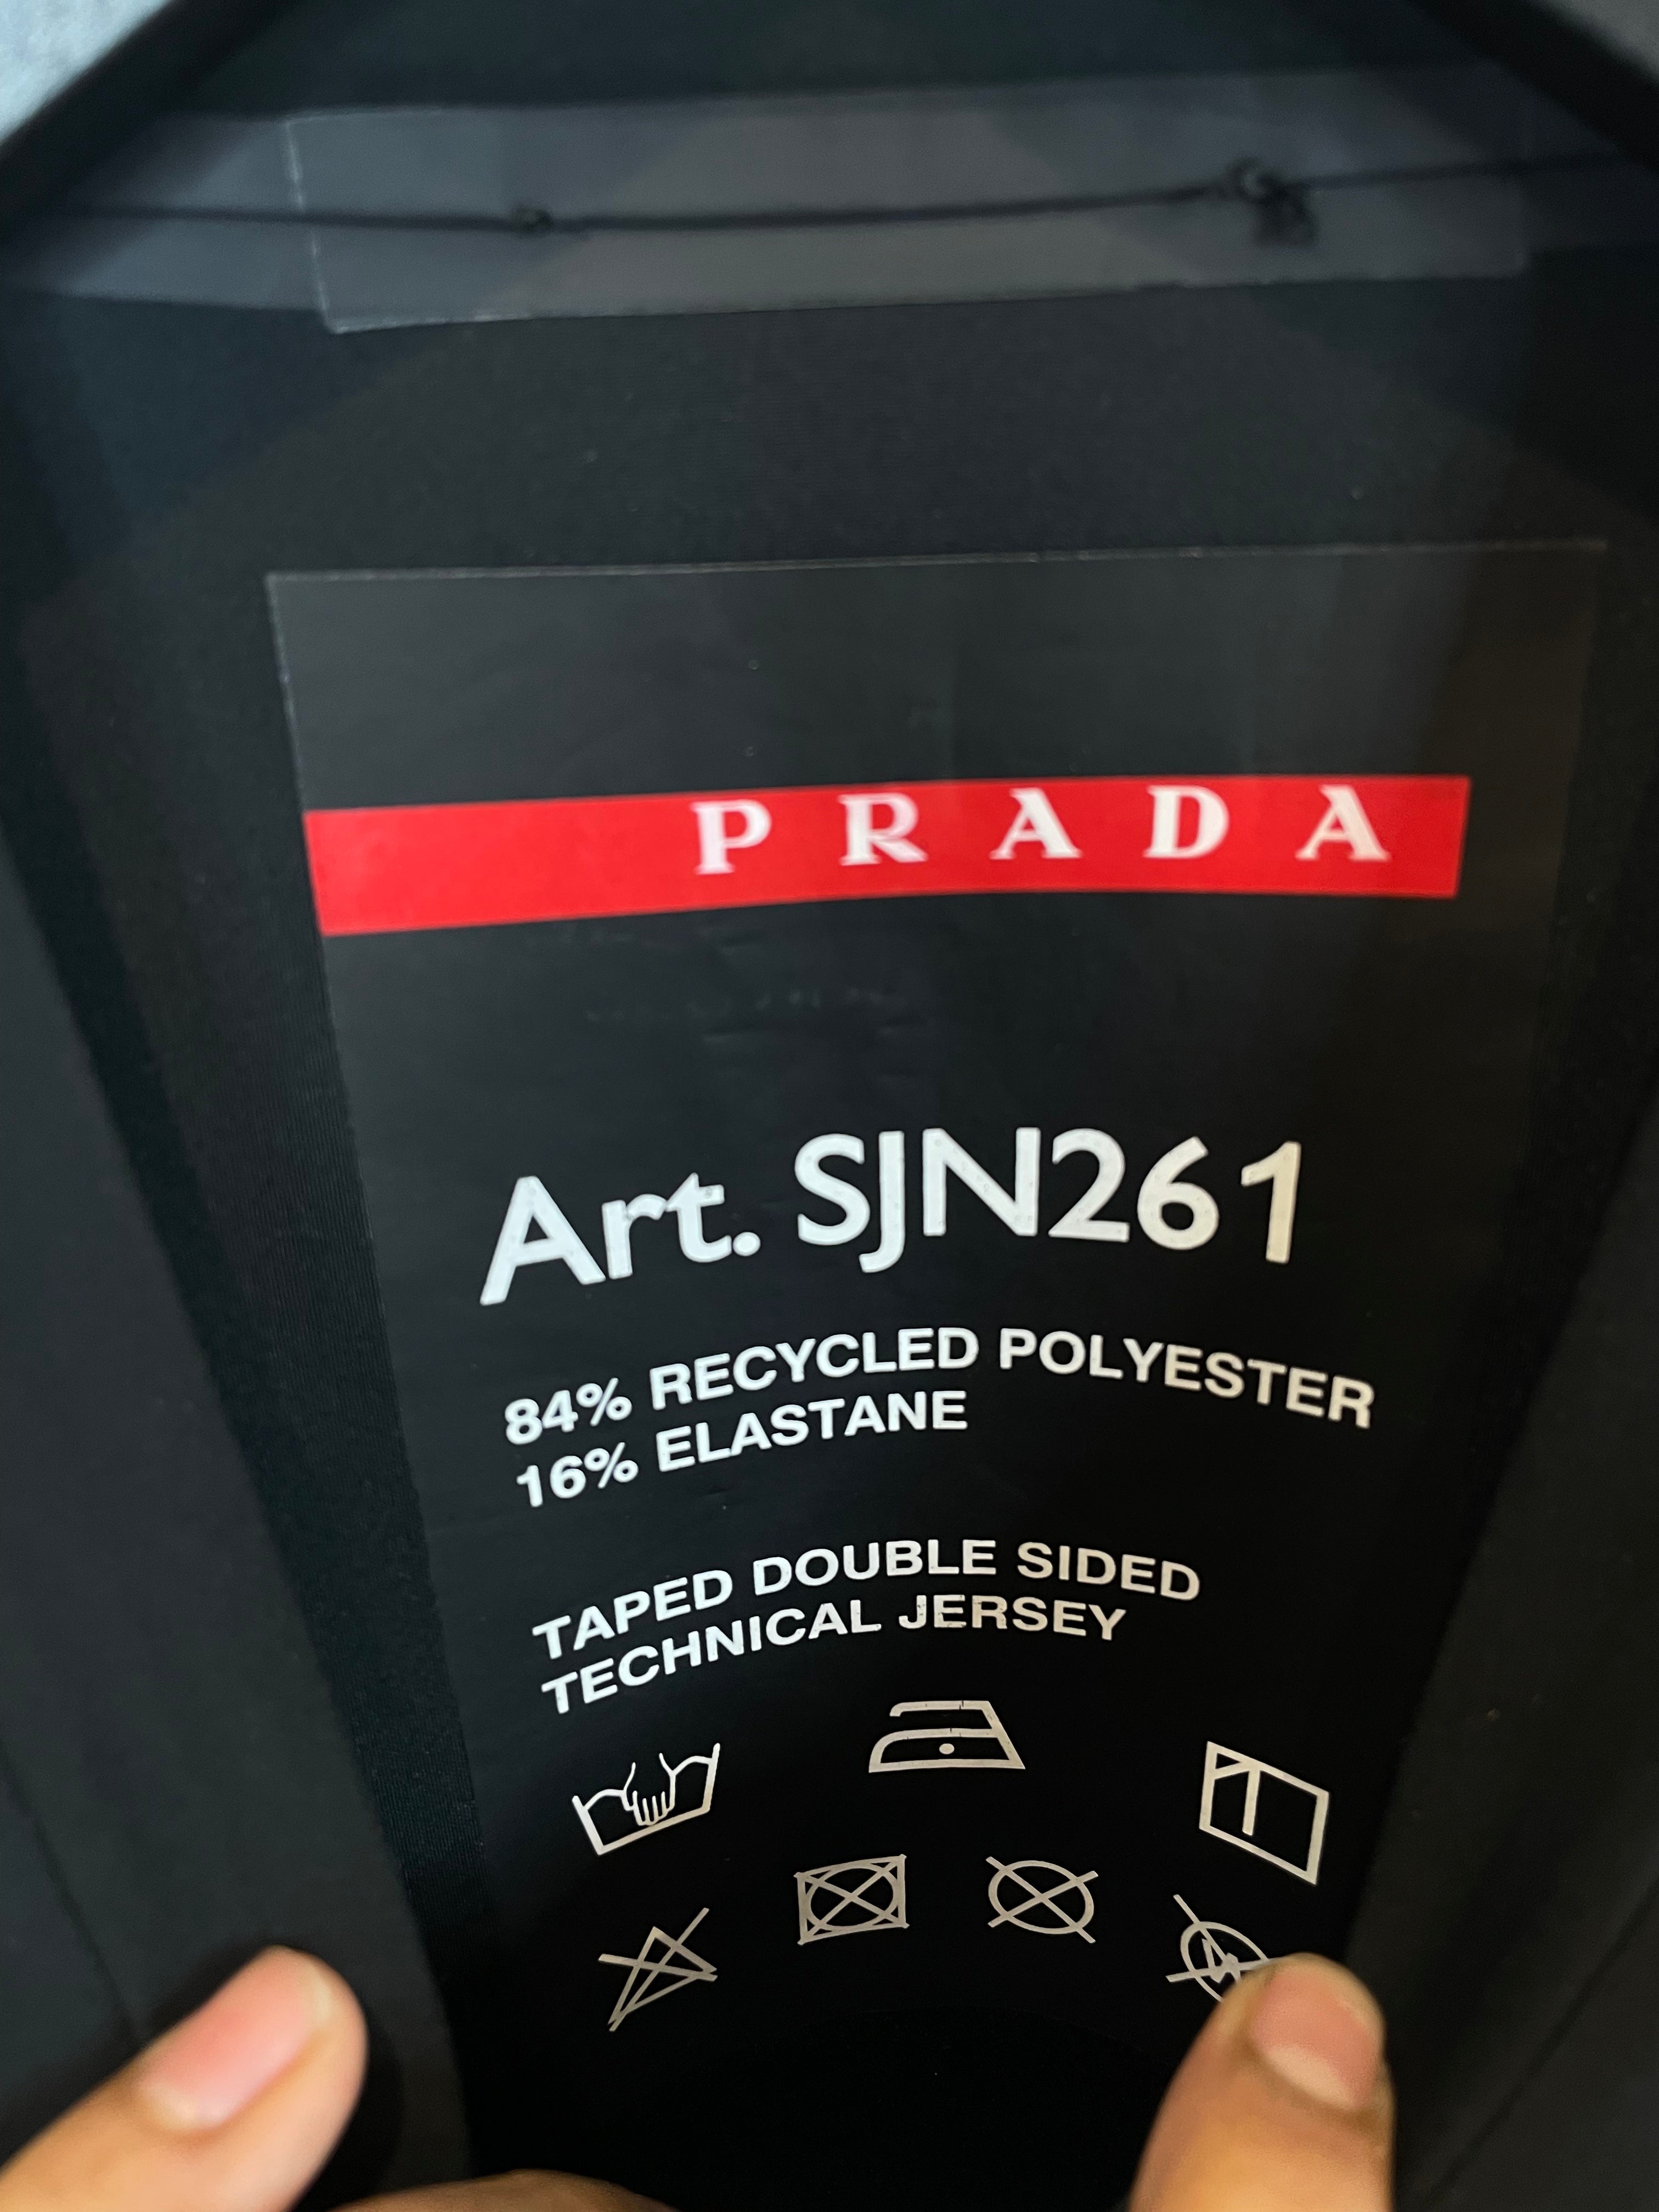 PRADA
Art. SJN261
84% RECYCLED POLYESTER
16% ELASTANE
TAPED DOUBLE SIDED
TECHNICAL JERSEY